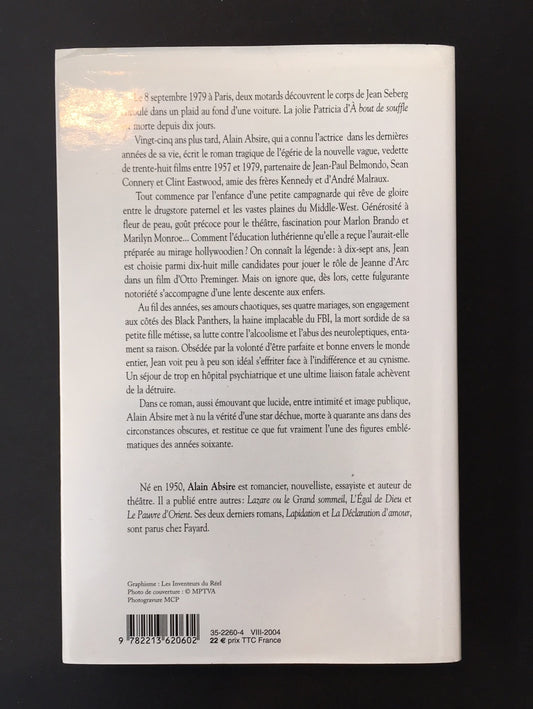 Le 8 septembre 1979 à Paris, deux motards découvrent le corps de Jean Seberg
dans un plaid au fond d'une voiture. La jolie Patricia d'À bout de souffle
morte depuis dix jours.
Vingt-cinq ans plus tard, Alain Absire, qui a connu l'actrice dans les dernières
années de sa vie, écrit le roman tragique de l'égérie de la nouvelle vague, vedette
de trente-huit films entre 1957 et 1979, partenaire de Jean-Paul Belmondo, Sean
Connery et Clint Eastwood, amie des frères Kennedy et d'André Malraux.
Tout commence par l'enfance d'une petite campagnarde qui rêve de gloire
entre le drugstore paternel et les vastes plaines du Middle-West. Générosité à
fleur de peau, goût précoce pour le théâtre, fascination pour Marlon Brando et
Marilyn Monroe... Comment l'éducation luthérienne qu'elle a reçue l'aurait-elle
préparée au mirage hollywoodien ? On connaît la légende : à dix-sept ans, Jean
est choisie parmi dix-huit mille candidates pour jouer le rôle de Jeanne d'Arc
dans un film d'Otto Preminger. Mais on ignore que, dès lors, cette fulgurante
notoriété s'accompagne d'une lente descente aux enfers.
Au fil des années, ses amours chaotiques, ses quatre mariages, son engagement
aux côtés des Black Panthers, la haine implacable du FBI, la mort sordide de sa
petite fille métisse, sa lutte contre l'alcoolisme et l'abus des neuroleptiques, enta-
ment sa raison. Obsédée par la volonté d'être parfaite et bonne envers le monde
entier, Jean voit peu à peu son idéal s'effriter face à l'indifférence et au cynisme.
Un séjour de trop en hôpital psychiatrique et une ultime liaison fatale achèvent
de la détruire.
Dans ce roman, aussi émouvant que lucide, entre intimité et image publique,
Alain Absire met à nu la vérité d'une star déchue, morte à quarante ans dans des
circonstances obscures, et restitue ce que fut vraiment l'une des figures emblé-
matiques des années soixante.
Né en 1950, Alain Absire est romancier, nouvelliste, essayiste et auteur de
théâtre. Il a publié entre autres : Lazare ou le Grand sommeil, L'Égal de Dieu et
Le Pauvre d'Orient. Ses deux derniers romans, Lapidation et La Déclaration d'amour,
sont parus chez Fayard.
Graphisme : Les Inventeurs du Réel
Photo de couverture : © MPTVA
Photogravure MCP
35-2260-4 VIII-2004
22 € prix TTC France
9 782213 620602